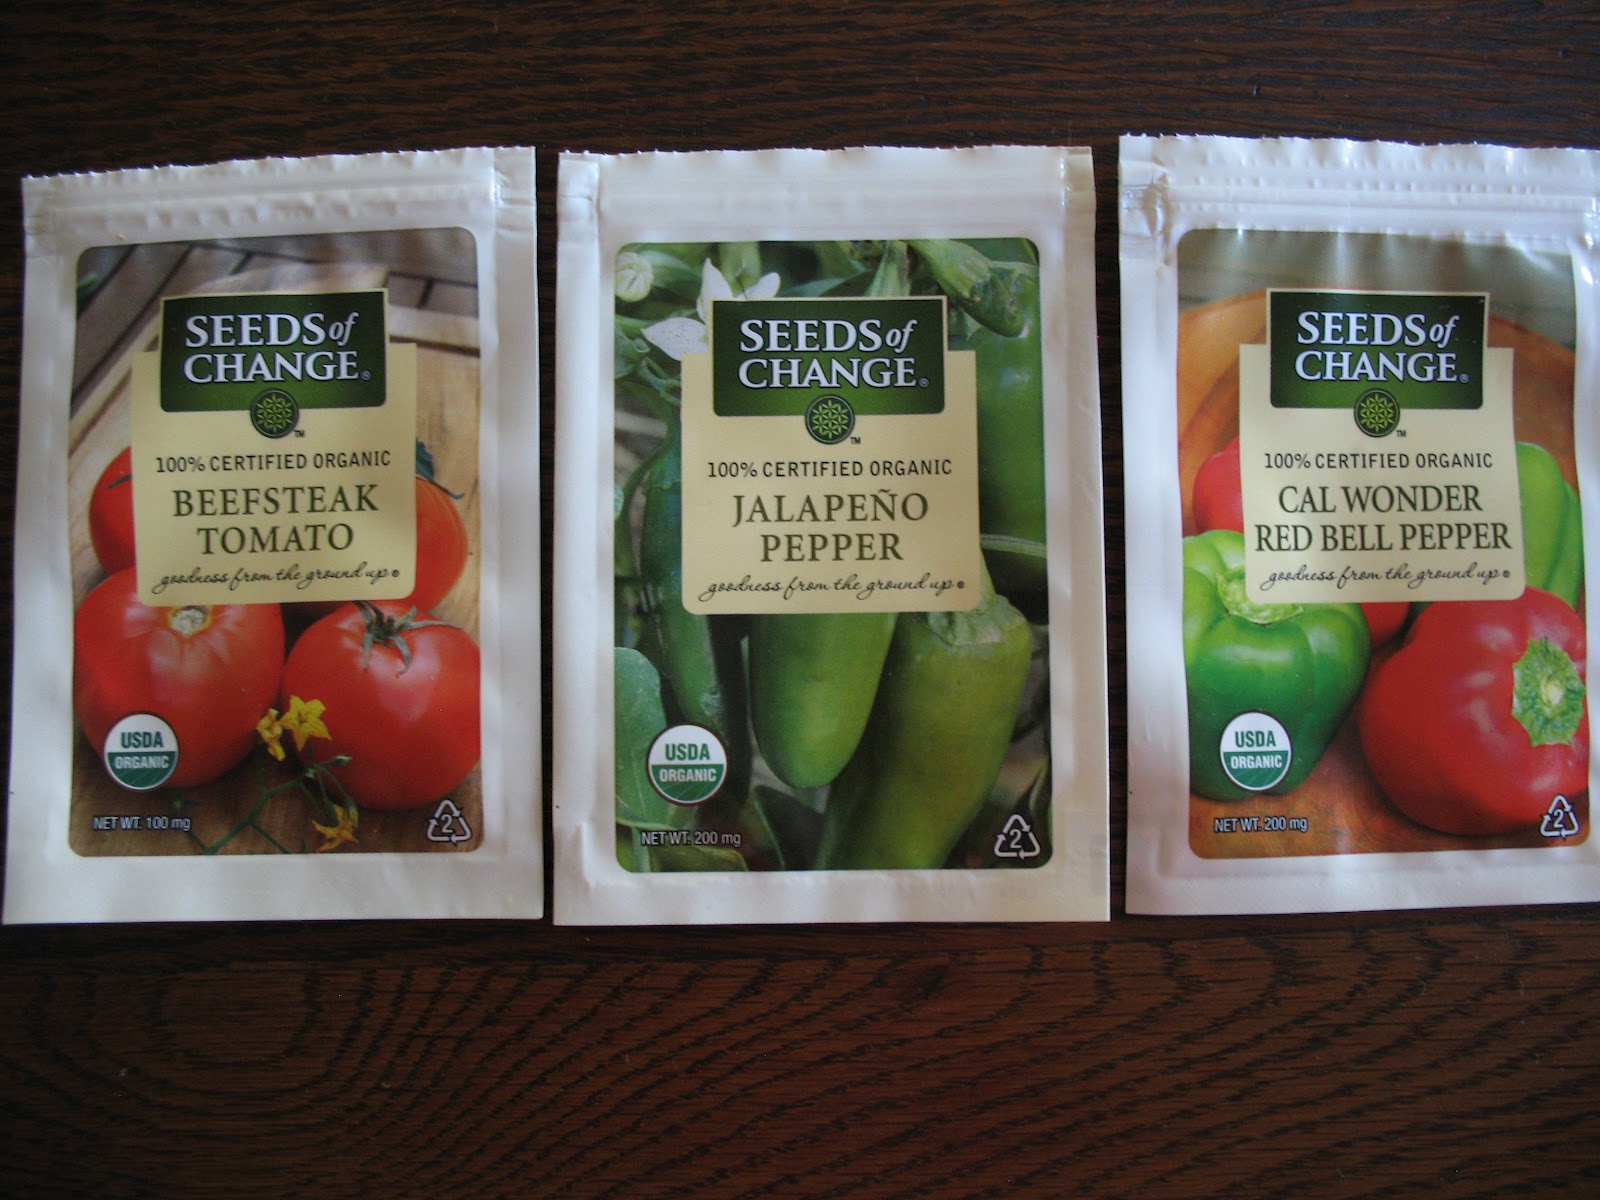 SEEDS of
CHANGE®
™
100% CERTIFIED ORGANIC
BEEFSTEAK
TOMATO
goodness from the ground up®
USDA
ORGANIC
NET WT. 100 mg
2
SEEDS of
CHANGE®
™
100% CERTIFIED ORGANIC
JALAPEÑO
PEPPER
goodness from the ground up®
USDA
ORGANIC
NET WT. 200 mg
2
SEEDS of
CHANGE®
™
100% CERTIFIED ORGANIC
CAL WONDER
RED BELL PEPPER
goodness from the ground up®
USDA
ORGANIC
NET WT. 200 mg
2